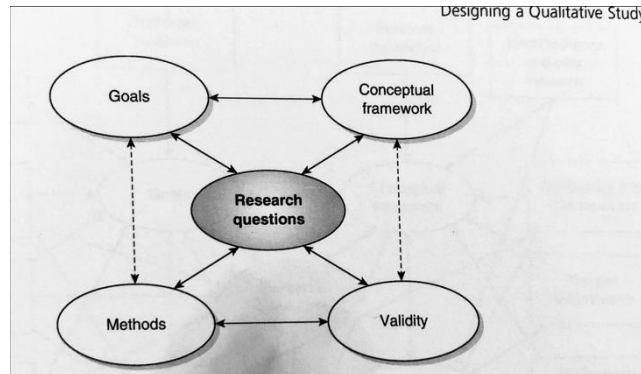 Designing a Qualitative Study
Goals
Conceptual
framework
Research
questions
Methods
Validity